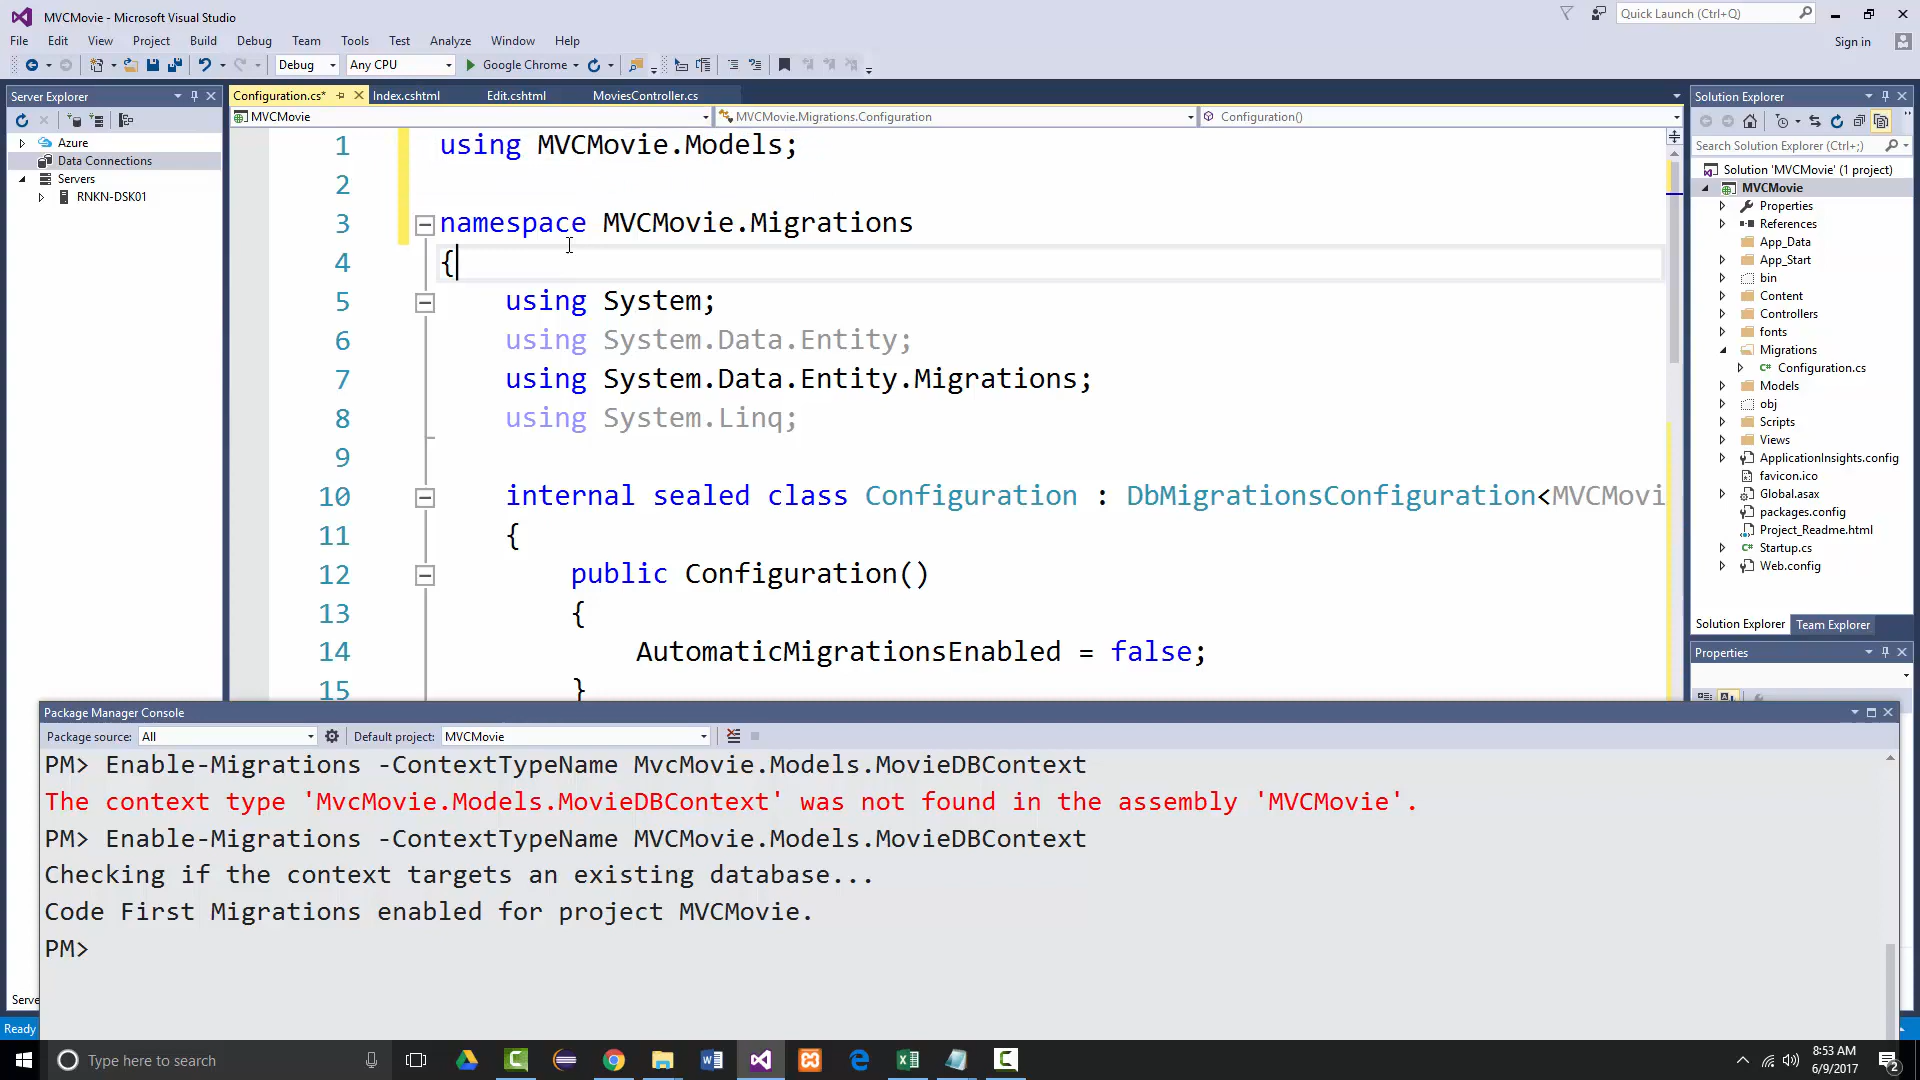 MVCMovie - Microsoft Visual Studio
Quick Launch (Ctrl+Q)
File Edit View Project Build Debug Team Tools Test Analyze Window Help
Sign in
Debug Any CPU Google Chrome
Server Explorer
Azure
Data Connections
Servers
RNKN-DSK01
Configuration.cs* Index.cshtml Edit.cshtml MoviesController.cs
MVCMovie MVCMovie.Migrations.Configuration Configuration()
1 using MVCMovie.Models;
2
3 namespace MVCMovie.Migrations
4 {
5 using System;
6 using System.Data.Entity;
7 using System.Data.Entity.Migrations;
8 using System.Linq;
9
10 internal sealed class Configuration : DbMigrationsConfiguration<MVCMovi
11 {
12 public Configuration()
13 {
14 AutomaticMigrationsEnabled = false;
15 }
Solution Explorer
Search Solution Explorer (Ctrl+;)
Solution 'MVCMovie' (1 project)
MVCMovie
Properties
References
App_Data
App_Start
bin
Content
Controllers
fonts
Migrations
C# Configuration.cs
Models
obj
Scripts
Views
ApplicationInsights.config
favicon.ico
Global.asax
packages.config
Project_Readme.html
C# Startup.cs
Web.config
Solution Explorer Team Explorer
Properties
Package Manager Console
Package source: All Default project: MVCMovie
PM> Enable-Migrations -ContextTypeName MvcMovie.Models.MovieDBContext
The context type 'MvcMovie.Models.MovieDBContext' was not found in the assembly 'MVCMovie'.
PM> Enable-Migrations -ContextTypeName MVCMovie.Models.MovieDBContext
Checking if the context targets an existing database...
Code First Migrations enabled for project MVCMovie.
PM>
Serve
Ready
Type here to search
8:53 AM
6/9/2017
2